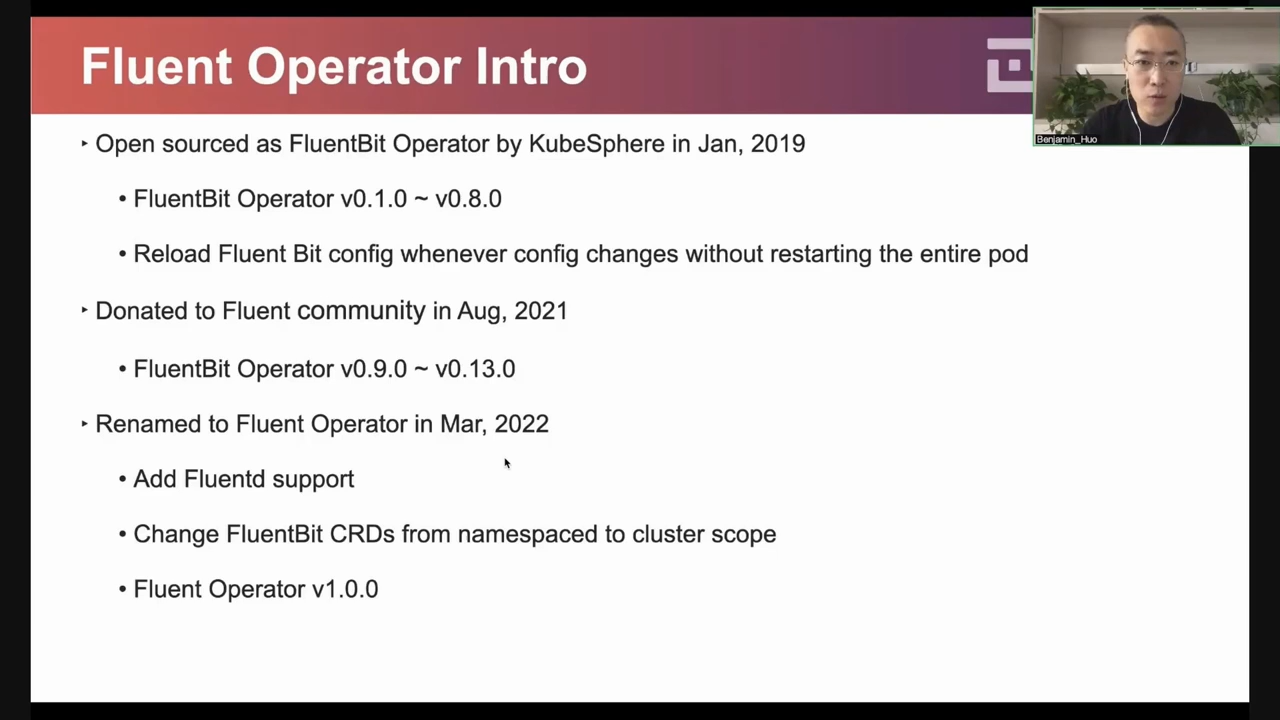 Fluent Operator Intro
Benjamin_Huo
‣ Open sourced as FluentBit Operator by KubeSphere in Jan, 2019
• FluentBit Operator v0.1.0 ~ v0.8.0
• Reload Fluent Bit config whenever config changes without restarting the entire pod
‣ Donated to Fluent community in Aug, 2021
• FluentBit Operator v0.9.0 ~ v0.13.0
‣ Renamed to Fluent Operator in Mar, 2022
• Add Fluentd support
• Change FluentBit CRDs from namespaced to cluster scope
• Fluent Operator v1.0.0